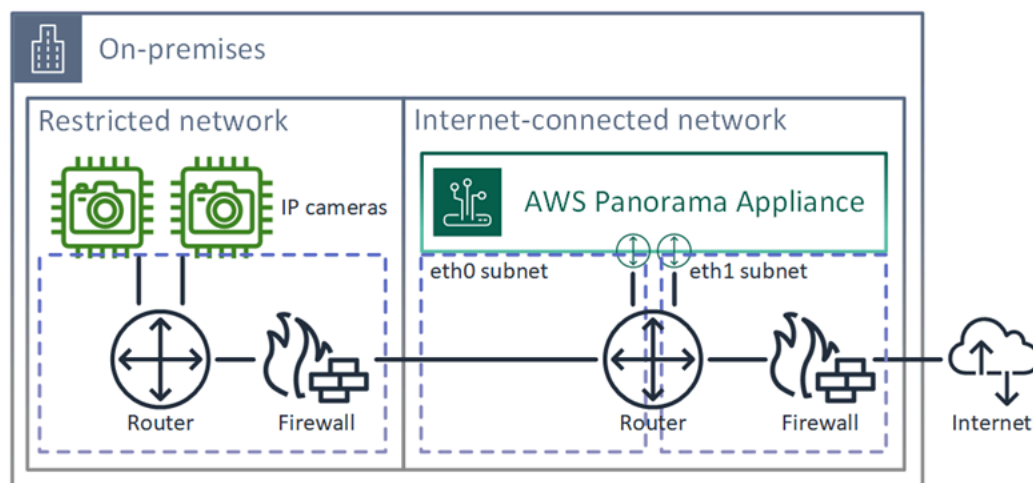 On-premises
Restricted network
Internet-connected network
IP cameras
AWS Panorama Appliance
eth0 subnet
eth1 subnet
Router
Firewall
Router
Firewall
Internet